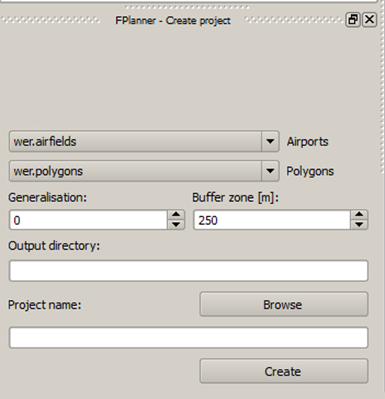 FPlanner - Create project
wer.airfields Airports
wer.polygons Polygons
Generalisation: Buffer zone [m]:
0 250
Output directory:
Project name: Browse
Create